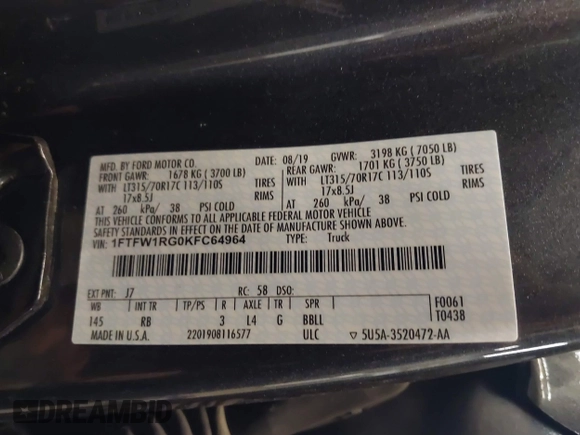 MFD. BY FORD MOTOR CO.
DATE: 08/19 GVWR: 3198 KG ( 7050 LB)
FRONT GAWR: 1678 KG ( 3700 LB)
REAR GAWR: 1701 KG ( 3750 LB)
WITH LT315/70R17C 113/110S TIRES
WITH LT315/70R17C 113/110S TIRES
17x8.5J RIMS
17x8.5J RIMS
AT 260 kPa/ 38 PSI COLD
AT 260 kPa/ 38 PSI COLD
THIS VEHICLE CONFORMS TO ALL APPLICABLE FEDERAL MOTOR VEHICLE
SAFETY STANDARDS IN EFFECT ON THE DATE OF MANUFACTURE SHOWN ABOVE.
VIN: 1FTFW1RG0KFC64964 TYPE: Truck
EXT PNT: J7 RC: 58 DSO:
WB INT TR TP/PS R AXLE TR SPR
F0061
145 RB 3 L4 G BBLL
T0438
MADE IN U.S.A. 2201908116577 ULC ▽ 5U5A-3520472-AA
DREAMBID